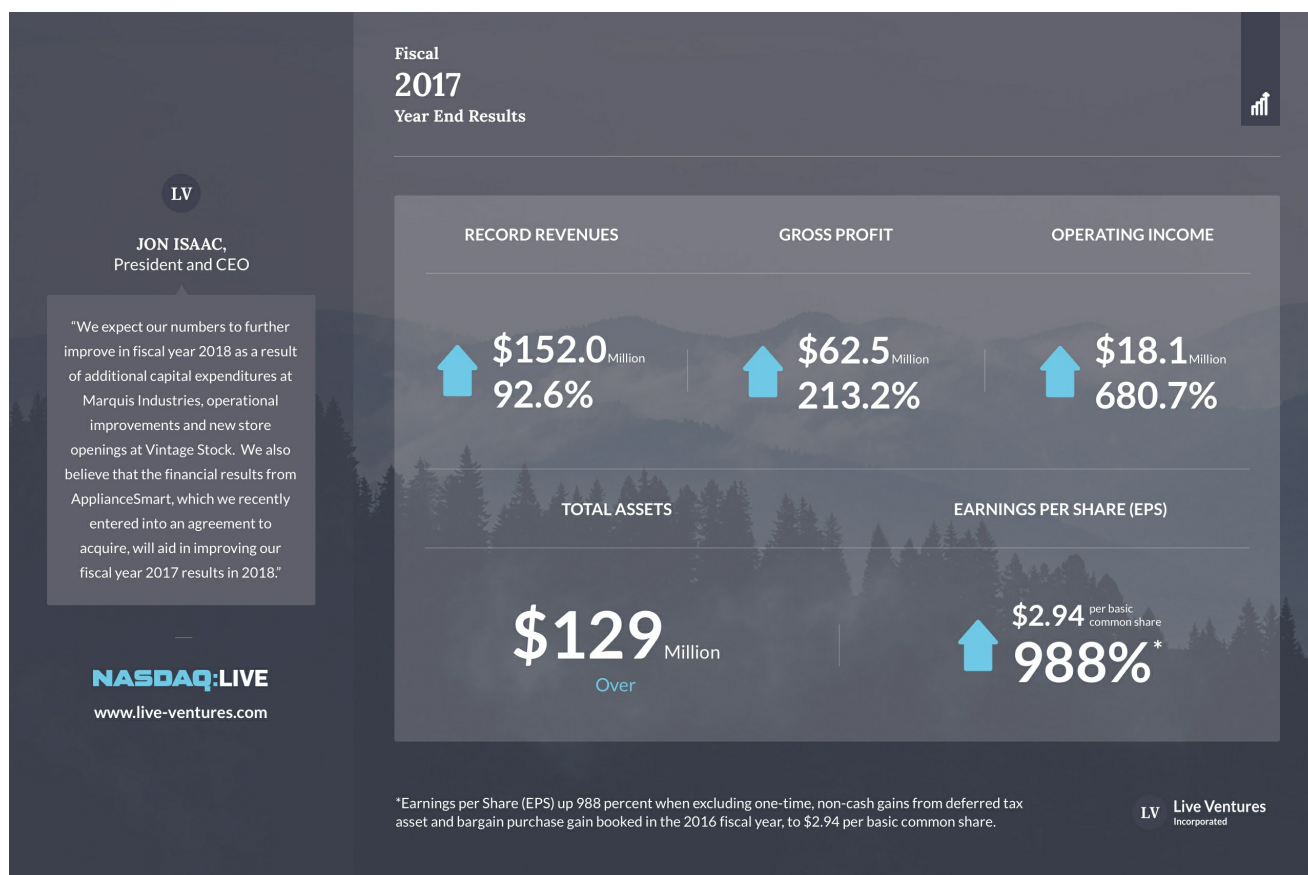 Fiscal
2017
Year End Results
LV
JON ISAAC,
President and CEO
“We expect our numbers to further
improve in fiscal year 2018 as a result
of additional capital expenditures at
Marquis Industries, operational
improvements and new store
openings at Vintage Stock. We also
believe that the financial results from
ApplianceSmart, which we recently
entered into an agreement to
acquire, will aid in improving our
fiscal year 2017 results in 2018.”
NASDAQ:LIVE
www.live-ventures.com
RECORD REVENUES
GROSS PROFIT
OPERATING INCOME
$152.0 Million
92.6%
$62.5 Million
213.2%
$18.1 Million
680.7%
TOTAL ASSETS
EARNINGS PER SHARE (EPS)
$129 Million
Over
$2.94 per basic
common share
988%*
*Earnings per Share (EPS) up 988 percent when excluding one-time, non-cash gains from deferred tax
asset and bargain purchase gain booked in the 2016 fiscal year, to $2.94 per basic common share.
LV
Live Ventures
Incorporated